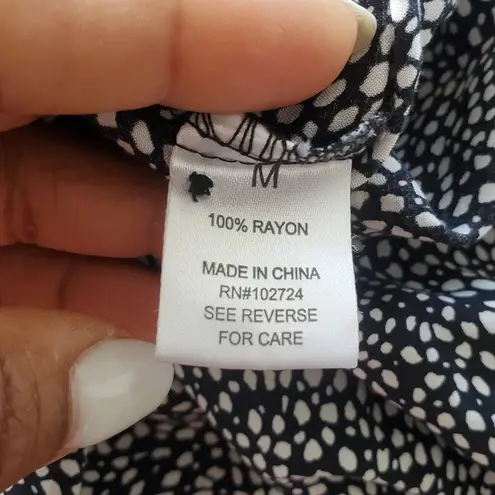 M
100% RAYON
MADE IN CHINA
RN#102724
SEE REVERSE
FOR CARE